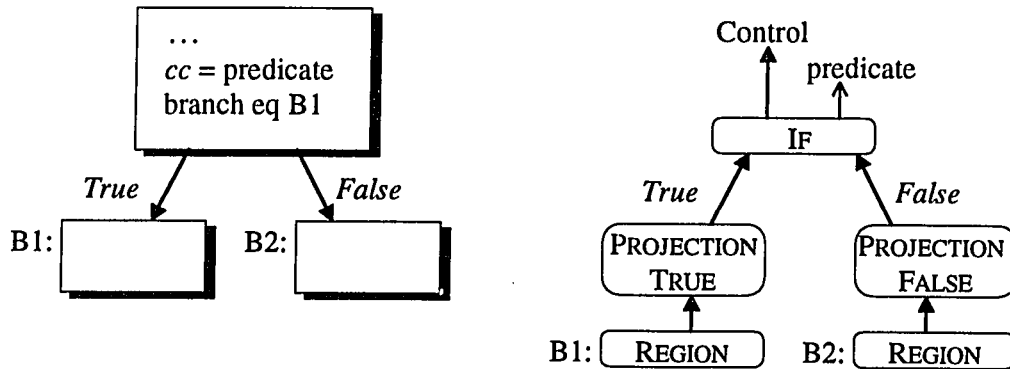 ...
cc = predicate
branch eq B1
True
False
B1:
B2:
Control
predicate
IF
True
False
PROJECTION
TRUE
PROJECTION
FALSE
B1:
REGION
B2:
REGION